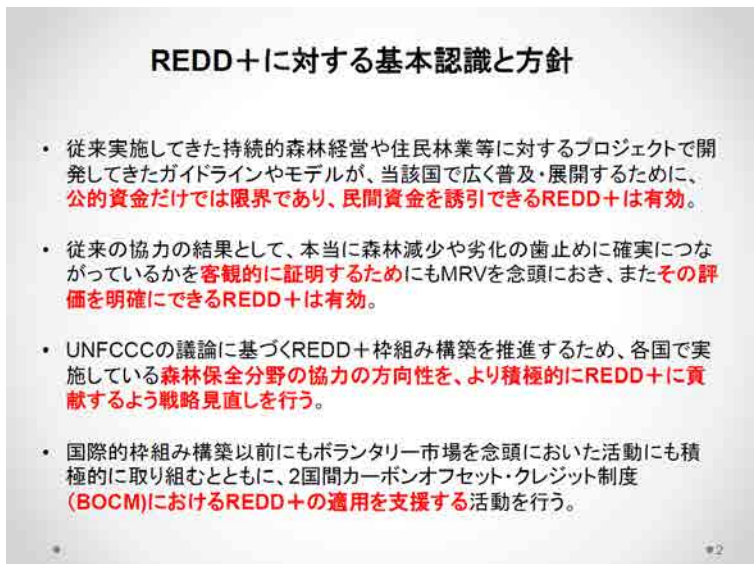 REDD＋に対する基本認識と方針
• 従来実施してきた持続的森林経営や住民林業等に対するプロジェクトで開
発してきたガイドラインやモデルが、当該国で広く普及・展開するために、
公的資金だけでは限界であり、民間資金を誘引できるREDD＋は有効。
• 従来の協力の結果として、本当に森林減少や劣化の歯止めに確実につな
がっているかを客観的に証明するためにもMRVを念頭におき、またその評
価を明確にできるREDD＋は有効。
• UNFCCCの議論に基づくREDD＋枠組み構築を推進するため、各国で実
施している森林保全分野の協力の方向性を、より積極的にREDD＋に貢
献するよう戦略見直しを行う。
• 国際的枠組み構築以前にもボランタリー市場を念頭においた活動にも積
極的に取り組むとともに、2国間カーボンオフセット・クレジット制度
(BOCM)におけるREDD＋の適用を支援する活動を行う。
2